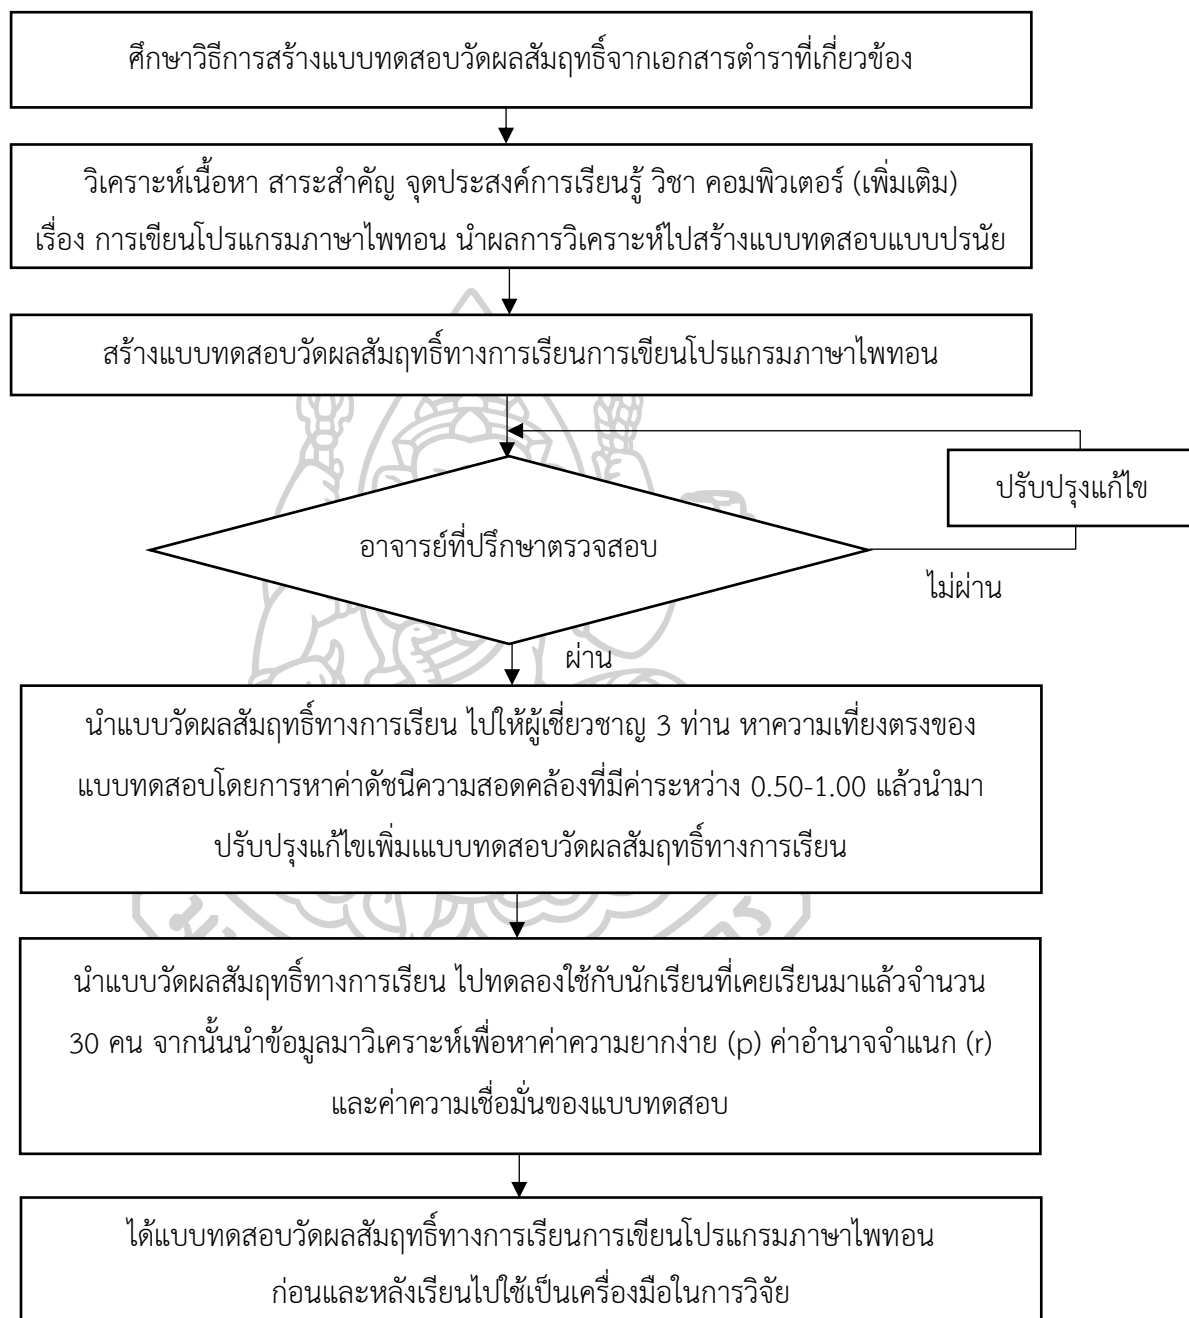 ศึกษาวิธีการสร้างแบบทดสอบวัดผลสัมฤทธิ์จากเอกสารตำราที่เกี่ยวข้อง
วิเคราะห์เนื้อหา สาระสำคัญ จุดประสงค์การเรียนรู้ วิชา คอมพิวเตอร์ (เพิ่มเติม)
เรื่อง การเขียนโปรแกรมภาษาไพทอน นำผลการวิเคราะห์ไปสร้างแบบทดสอบแบบปรนัย
สร้างแบบทดสอบวัดผลสัมฤทธิ์ทางการเรียนการเขียนโปรแกรมภาษาไพทอน
ปรับปรุงแก้ไข
อาจารย์ที่ปรึกษาตรวจสอบ
ไม่ผ่าน
ผ่าน
นำแบบวัดผลสัมฤทธิ์ทางการเรียน ไปให้ผู้เชี่ยวชาญ 3 ท่าน หาความเที่ยงตรงของ
แบบทดสอบโดยการหาค่าดัชนีความสอดคล้องที่มีค่าระหว่าง 0.50-1.00 แล้วนำมา
ปรับปรุงแก้ไขเพิ่มเแบบทดสอบวัดผลสัมฤทธิ์ทางการเรียน
นำแบบวัดผลสัมฤทธิ์ทางการเรียน ไปทดลองใช้กับนักเรียนที่เคยเรียนมาแล้วจำนวน
30 คน จากนั้นนำข้อมูลมาวิเคราะห์เพื่อหาค่าความยากง่าย (p) ค่าอำนาจจำแนก (r)
และค่าความเชื่อมั่นของแบบทดสอบ
ได้แบบทดสอบวัดผลสัมฤทธิ์ทางการเรียนการเขียนโปรแกรมภาษาไพทอน
ก่อนและหลังเรียนไปใช้เป็นเครื่องมือในการวิจัย